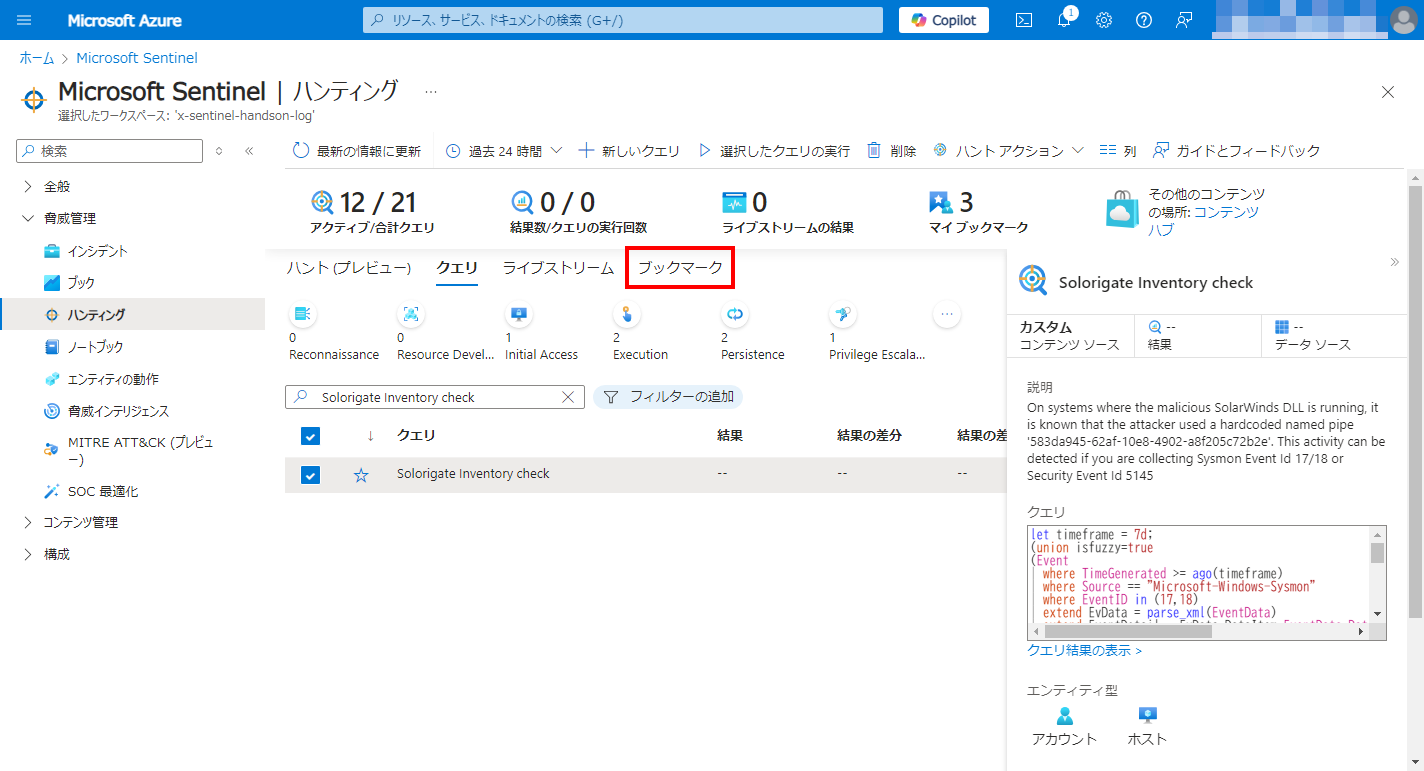 Microsoft Azure
リソース、サービス、ドキュメントの検索 (G+/)
Copilot
1
ホーム > Microsoft Sentinel
Microsoft Sentinel | ハンティング ...
選択したワークスペース: 'x-sentinel-handson-log'
検索
全般
脅威管理
インシデント
ブック
ハンティング
ノートブック
エンティティの動作
脅威インテリジェンス
MITRE ATT&CK (プレビュ
ー)
SOC 最適化
コンテンツ管理
構成
最新の情報に更新 過去 24 時間 新しいクエリ 選択したクエリの実行 削除 ハント アクション 列 ガイドとフィードバック
12 / 21
アクティブ/合計クエリ
0 / 0
結果数/クエリの実行回数
0
ライブストリームの結果
3
マイ ブックマーク
その他のコンテンツ
の場所: コンテンツ
ハブ
ハント (プレビュー) クエリ ライブストリーム ブックマーク
0
Reconnaissance
0
Resource Devel...
1
Initial Access
2
Execution
2
Persistence
1
Privilege Escala...
...
Solorigate Inventory check
フィルターの追加
↓ クエリ 結果 結果の差分 結果の差
Solorigate Inventory check -- -- --
Solorigate Inventory check
カスタム
コンテンツ ソース
--
結果
--
データ ソース
説明
On systems where the malicious SolarWinds DLL is running, it
is known that the attacker used a hardcoded named pipe
'583da945-62af-10e8-4902-a8f205c72b2e'. This activity can be
detected if you are collecting Sysmon Event Id 17/18 or
Security Event Id 5145
クエリ
let timeframe = 7d;
(union isfuzzy=true
(Event
| where TimeGenerated >= ago(timeframe)
| where Source == "Microsoft-Windows-Sysmon"
| where EventID in (17,18)
| extend EvData = parse_xml(EventData)
クエリ結果の表示 >
エンティティ型
アカウント
ホスト